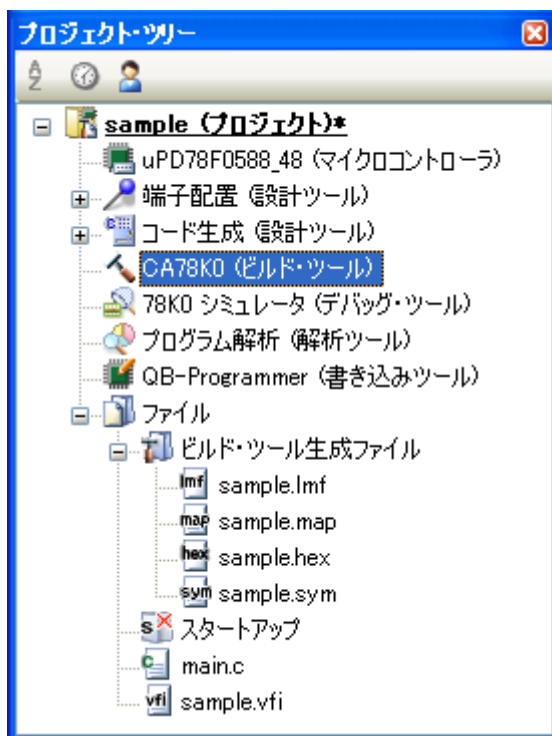 プロジェクト・ツリー
sample (プロジェクト)*
uPD78F0588_48 (マイクロコントローラ)
端子配置 (設計ツール)
コード生成 (設計ツール)
CA78K0 (ビルド・ツール)
78K0 シミュレータ (デバッグ・ツール)
プログラム解析 (解析ツール)
QB-Programmer (書き込みツール)
ファイル
ビルド・ツール生成ファイル
lmf sample.lmf
map sample.map
hex sample.hex
sym sample.sym
S スタートアップ
C main.c
vfi sample.vfi